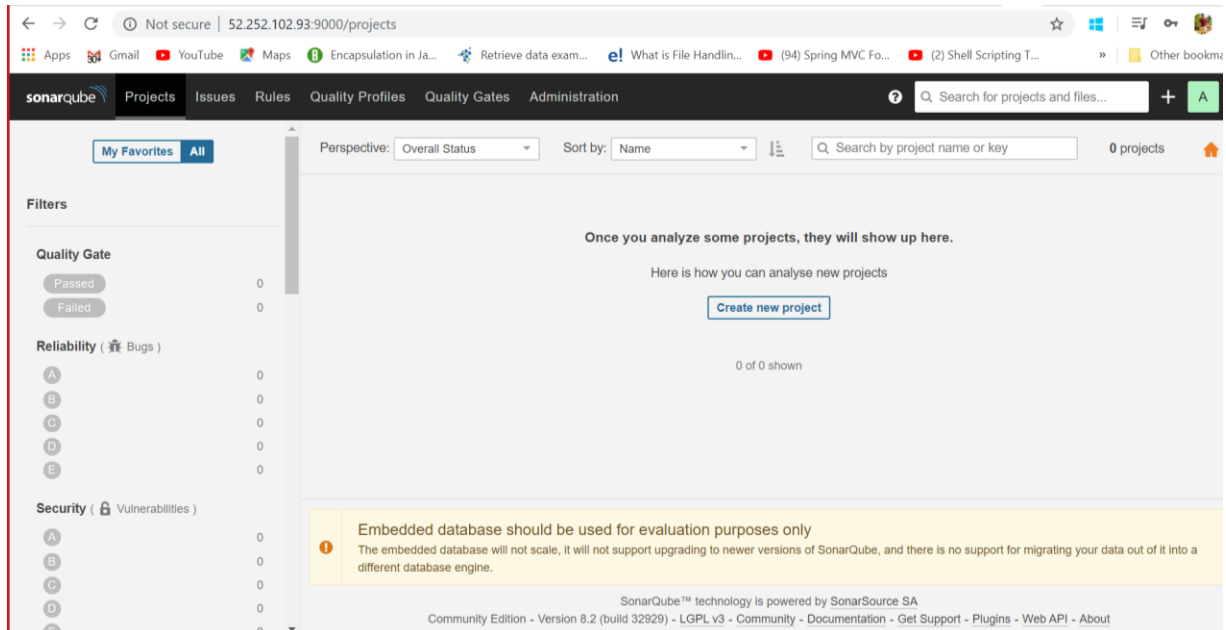 Not secure | 52.252.102.93:9000/projects
Apps Gmail YouTube Maps Encapsulation in Ja... Retrieve data exam... What is File Handlin... (94) Spring MVC Fo... (2) Shell Scripting T... » Other bookma
sonarqube Projects Issues Rules Quality Profiles Quality Gates Administration Search for projects and files... + A
My Favorites All
Perspective: Overall Status Sort by: Name Search by project name or key 0 projects
Filters
Quality Gate
Passed 0
Failed 0
Reliability ( Bugs )
A 0
B 0
C 0
D 0
E 0
Security ( Vulnerabilities )
A 0
B 0
C 0
D 0
Once you analyze some projects, they will show up here.
Here is how you can analyse new projects
Create new project
0 of 0 shown
Embedded database should be used for evaluation purposes only
The embedded database will not scale, it will not support upgrading to newer versions of SonarQube, and there is no support for migrating your data out of it into a
different database engine.
SonarQube™ technology is powered by SonarSource SA
Community Edition - Version 8.2 (build 32929) - LGPL v3 - Community - Documentation - Get Support - Plugins - Web API - About